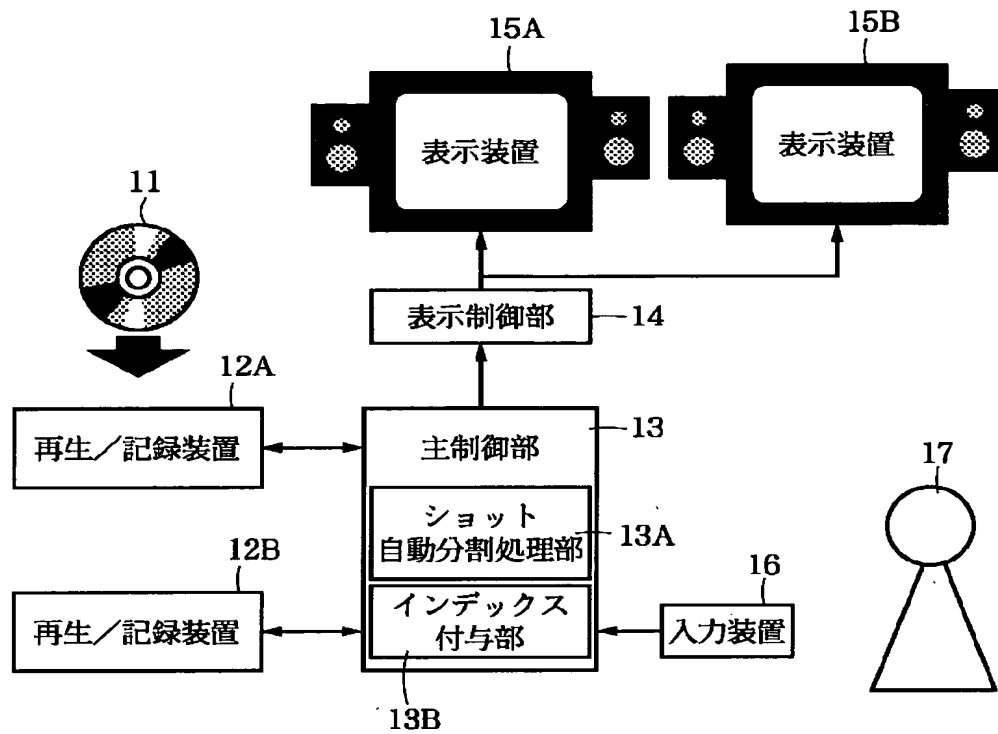 15A
15B
表示装置
表示装置
11
表示制御部
14
12A
再生／記録装置
主制御部
13
ショット
自動分割処理部
13A
17
12B
再生／記録装置
インデックス
付与部
16
入力装置
13B